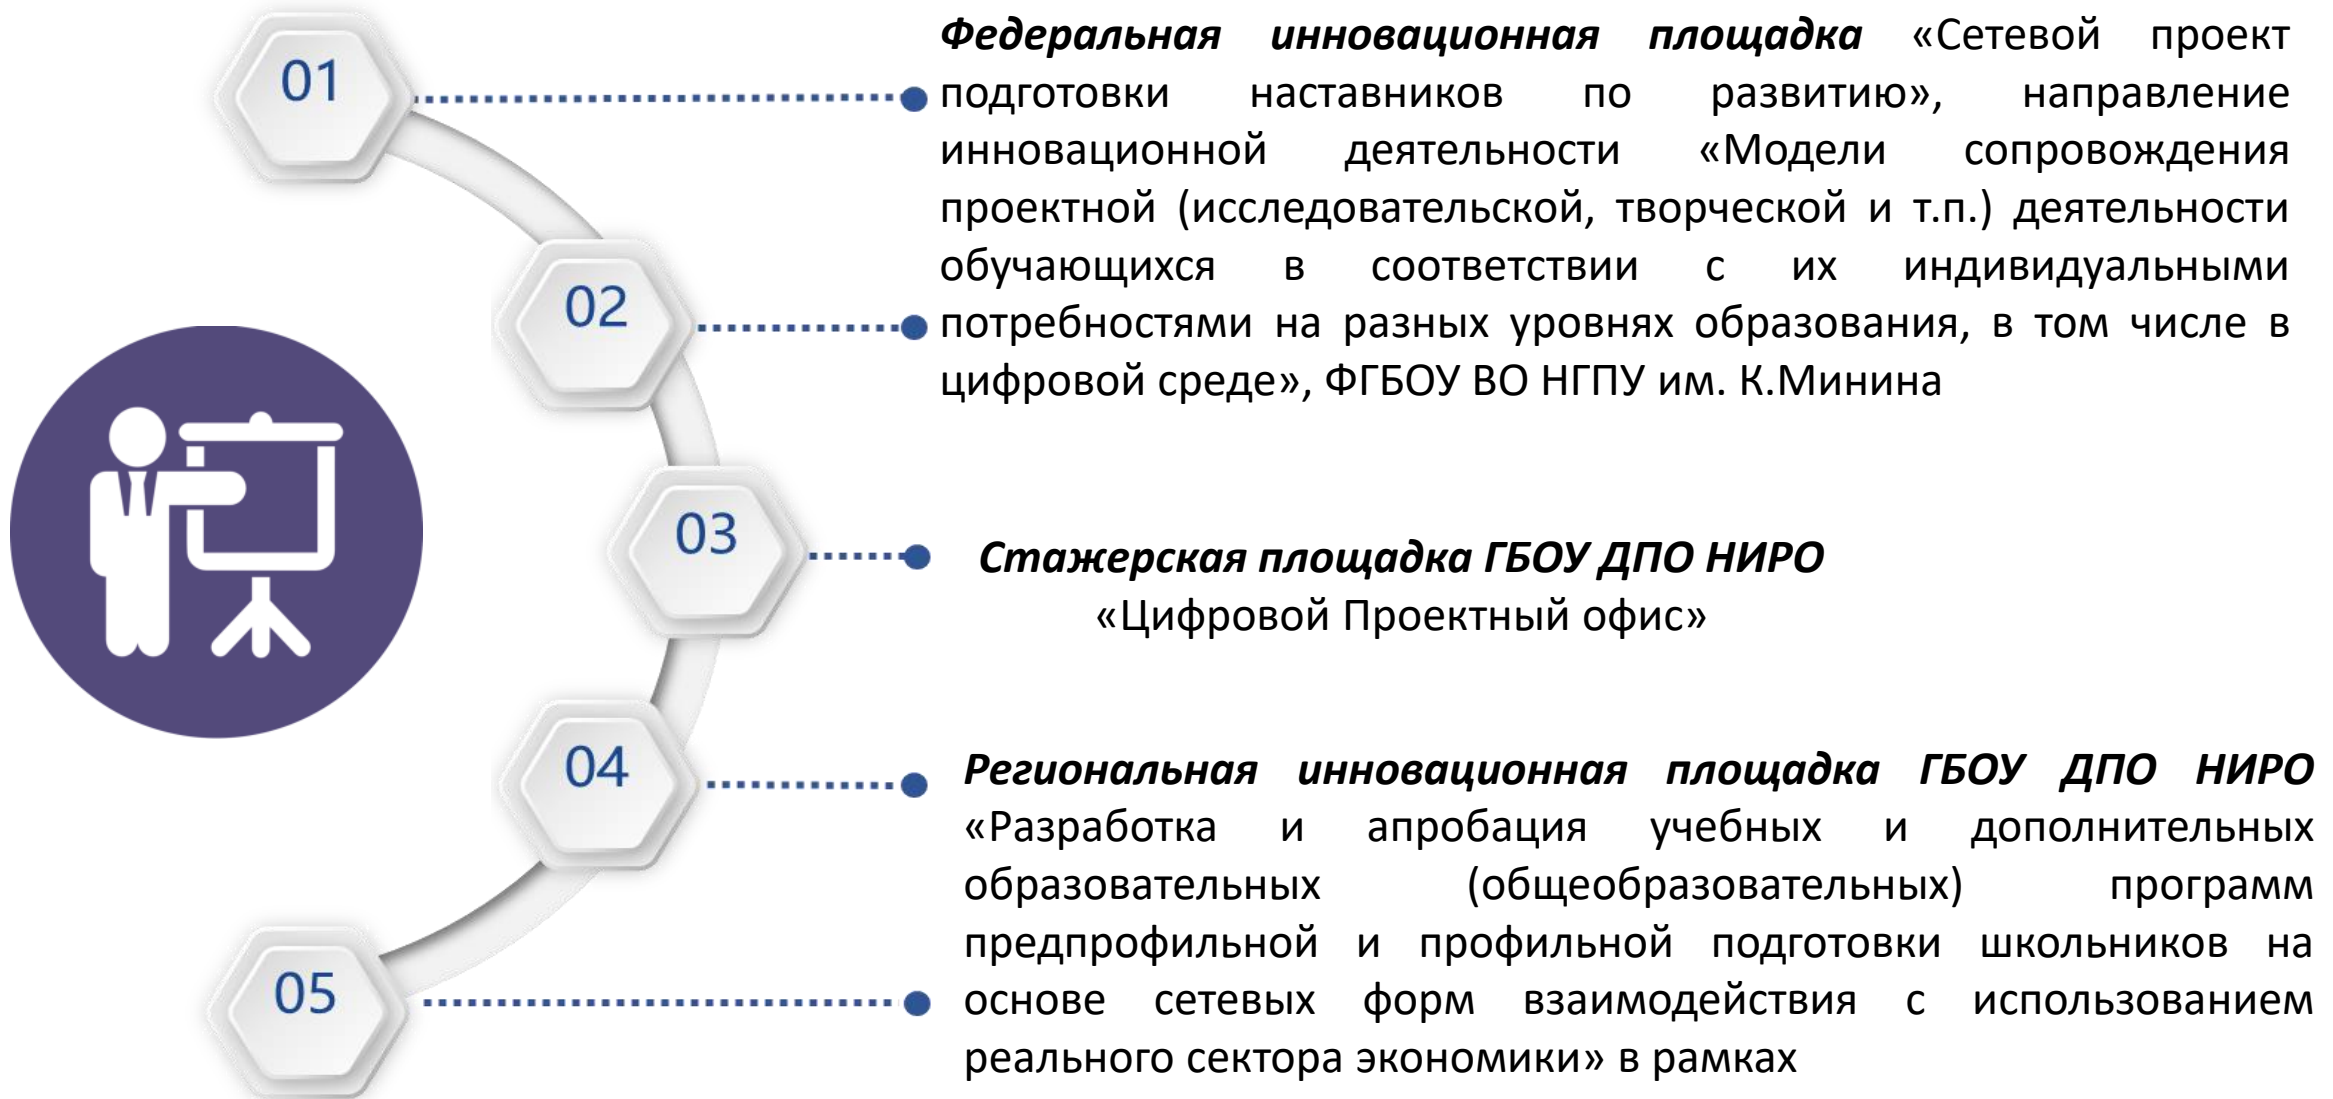 01
Федеральная инновационная площадка «Сетевой проект
подготовки наставников по развитию», направление
инновационной деятельности «Модели сопровождения
проектной (исследовательской, творческой и т.п.) деятельности
обучающихся в соответствии с их индивидуальными
02
потребностями на разных уровнях образования, в том числе в
цифровой среде», ФГБОУ ВО НГПУ им. К.Минина
03
Стажерская площадка ГБОУ ДПО НИРО
«Цифровой Проектный офис»
04
Региональная инновационная площадка ГБОУ ДПО НИРО
«Разработка и апробация учебных и дополнительных
образовательных (общеобразовательных) программ
предпрофильной и профильной подготовки школьников на
05
основе сетевых форм взаимодействия с использованием
реального сектора экономики» в рамках